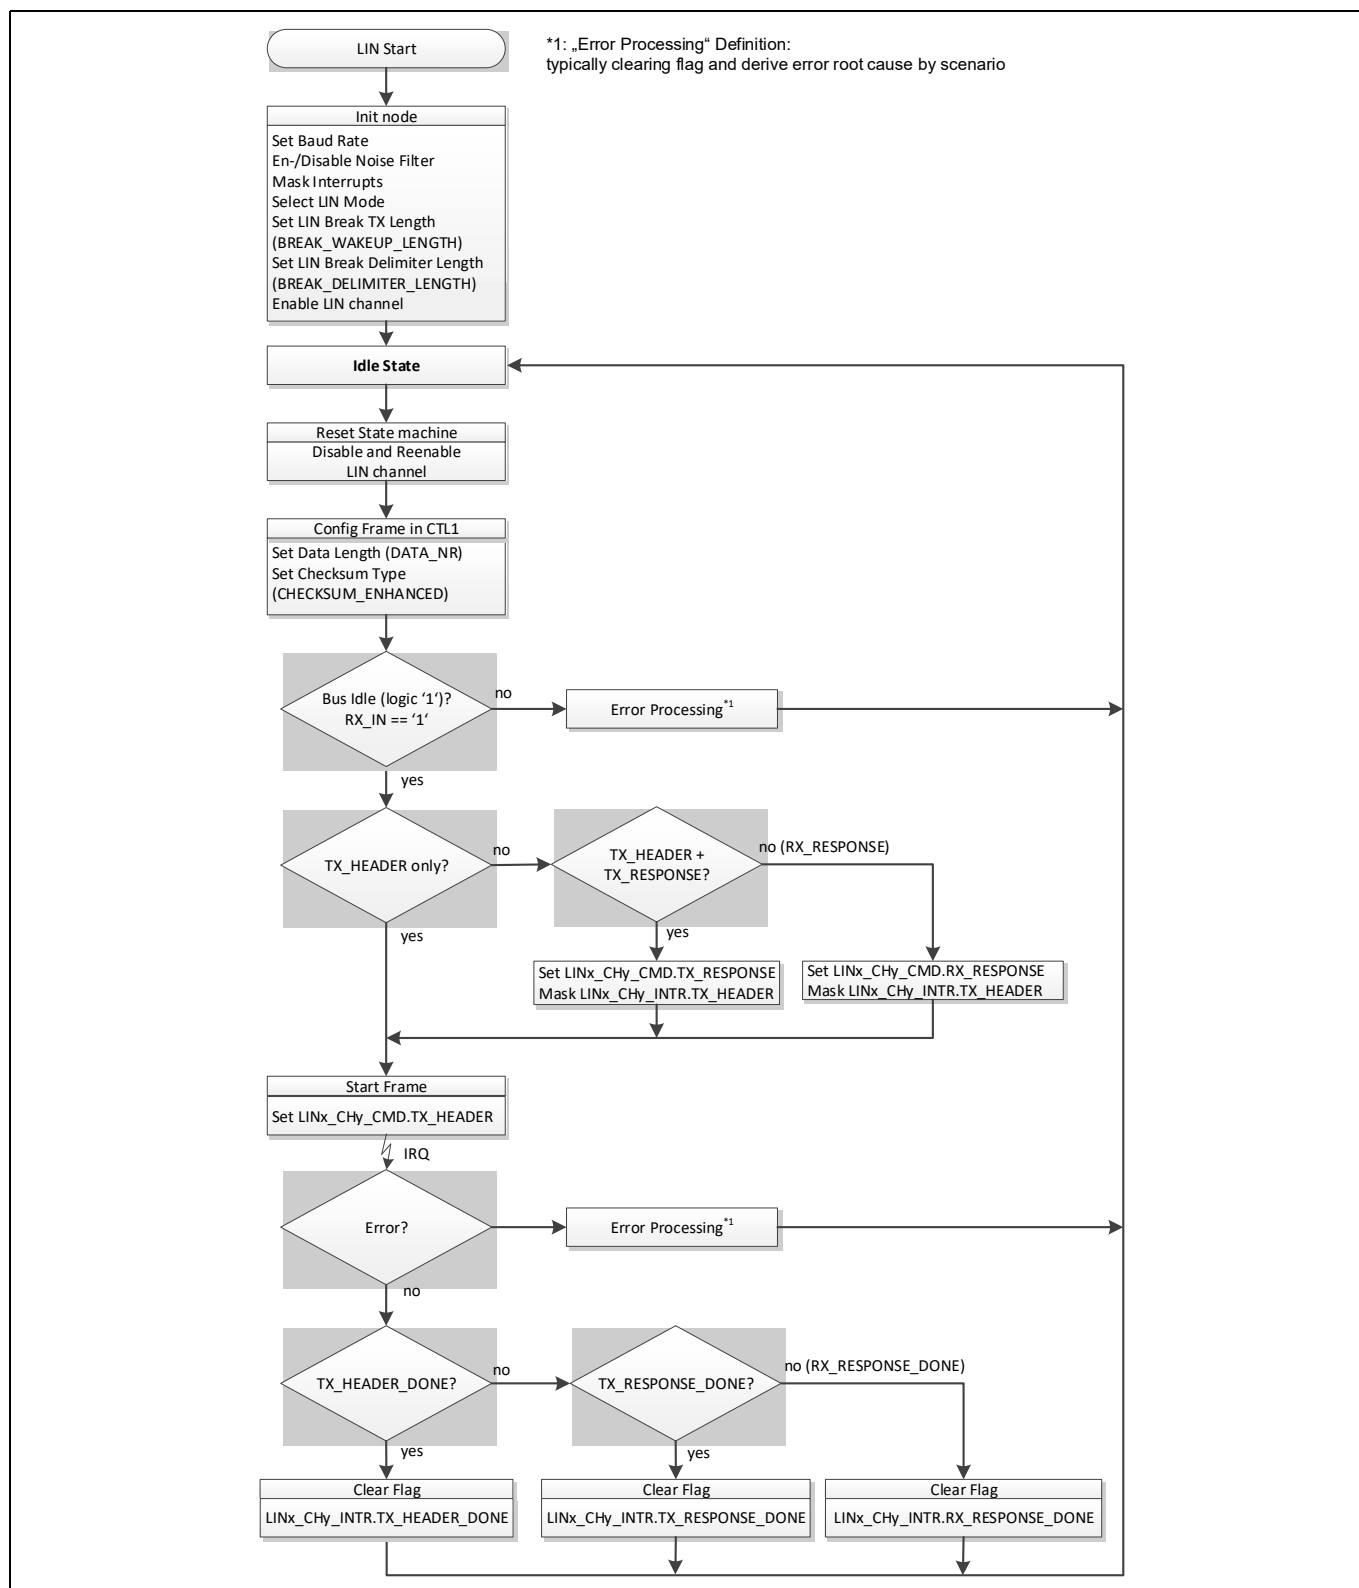 LIN Start
*1: „Error Processing“ Definition:
typically clearing flag and derive error root cause by scenario
Init node
Set Baud Rate
En-/Disable Noise Filter
Mask Interrupts
Select LIN Mode
Set LIN Break TX Length
(BREAK_WAKEUP_LENGTH)
Set LIN Break Delimiter Length
(BREAK_DELIMITER_LENGTH)
Enable LIN channel
Idle State
Reset State machine
Disable and Reenable
LIN channel
Config Frame in CTL1
Set Data Length (DATA_NR)
Set Checksum Type
(CHECKSUM_ENHANCED)
Bus Idle (logic ‘1‘)?
RX_IN == ‘1‘
no
Error Processing*1
yes
TX_HEADER only?
no
TX_HEADER +
TX_RESPONSE?
no (RX_RESPONSE)
yes
yes
Set LINx_CHy_CMD.TX_RESPONSE
Mask LINx_CHy_INTR.TX_HEADER
Set LINx_CHy_CMD.RX_RESPONSE
Mask LINx_CHy_INTR.TX_HEADER
Start Frame
Set LINx_CHy_CMD.TX_HEADER
IRQ
Error?
Error Processing*1
no
TX_HEADER_DONE?
no
TX_RESPONSE_DONE?
no (RX_RESPONSE_DONE)
yes
yes
Clear Flag
LINx_CHy_INTR.TX_HEADER_DONE
Clear Flag
LINx_CHy_INTR.TX_RESPONSE_DONE
Clear Flag
LINx_CHy_INTR.RX_RESPONSE_DONE